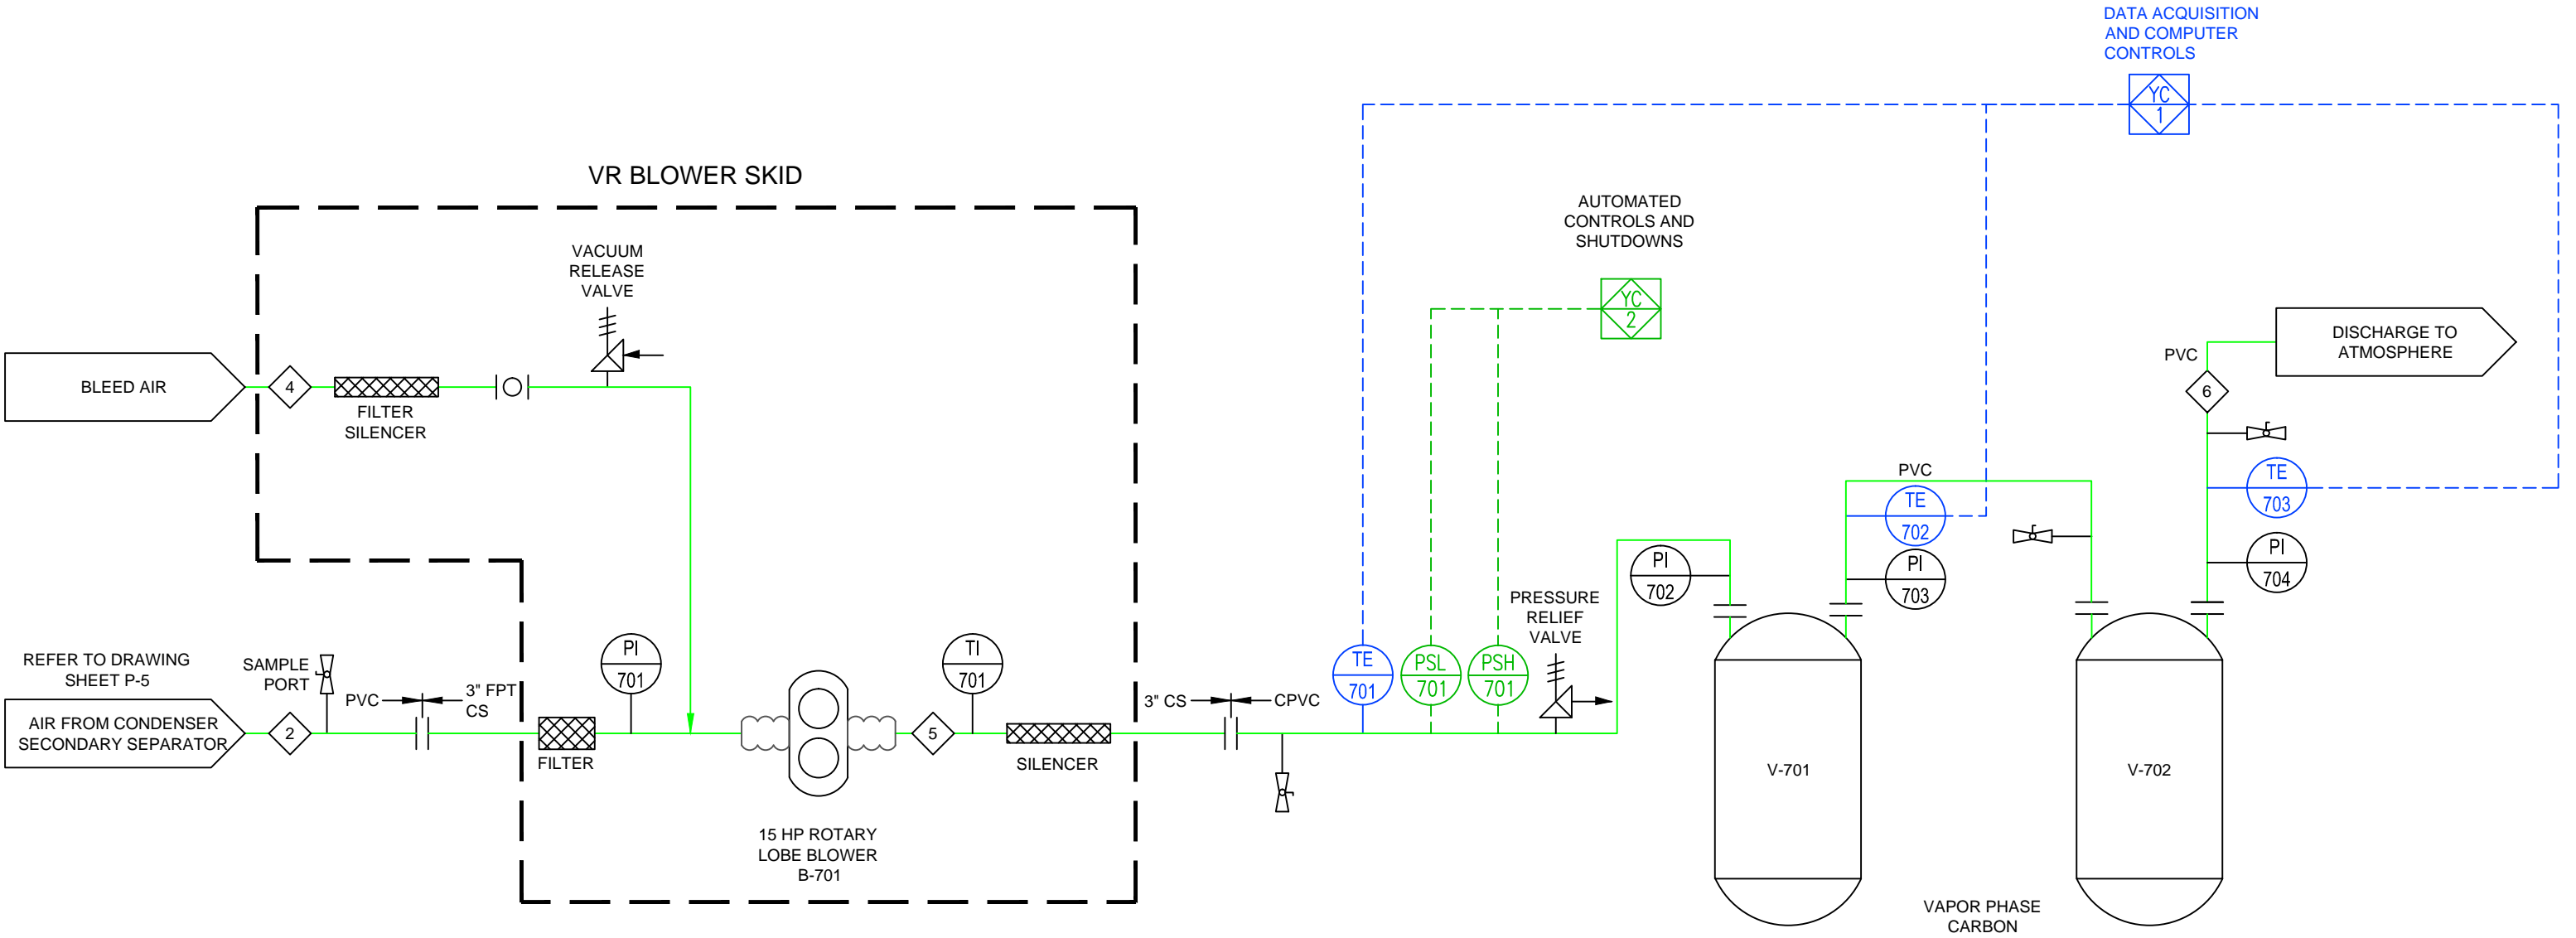 DATA ACQUISITION
AND COMPUTER
CONTROLS
YC
1
VR BLOWER SKID
AUTOMATED
CONTROLS AND
SHUTDOWNS
YC
2
VACUUM
RELEASE
VALVE
BLEED AIR
4
FILTER
SILENCER
DISCHARGE TO
ATMOSPHERE
PVC
6
PVC
TE
702
TE
703
PI
702
PI
703
PI
704
PRESSURE
RELIEF
VALVE
REFER TO DRAWING
SHEET P-5
SAMPLE
PORT
PVC
3" FPT
CS
PI
701
TI
701
3" CS
CPVC
TE
701
PSL
701
PSH
701
AIR FROM CONDENSER
SECONDARY SEPARATOR
2
FILTER
5
SILENCER
V-701
V-702
15 HP ROTARY
LOBE BLOWER
B-701
VAPOR PHASE
CARBON